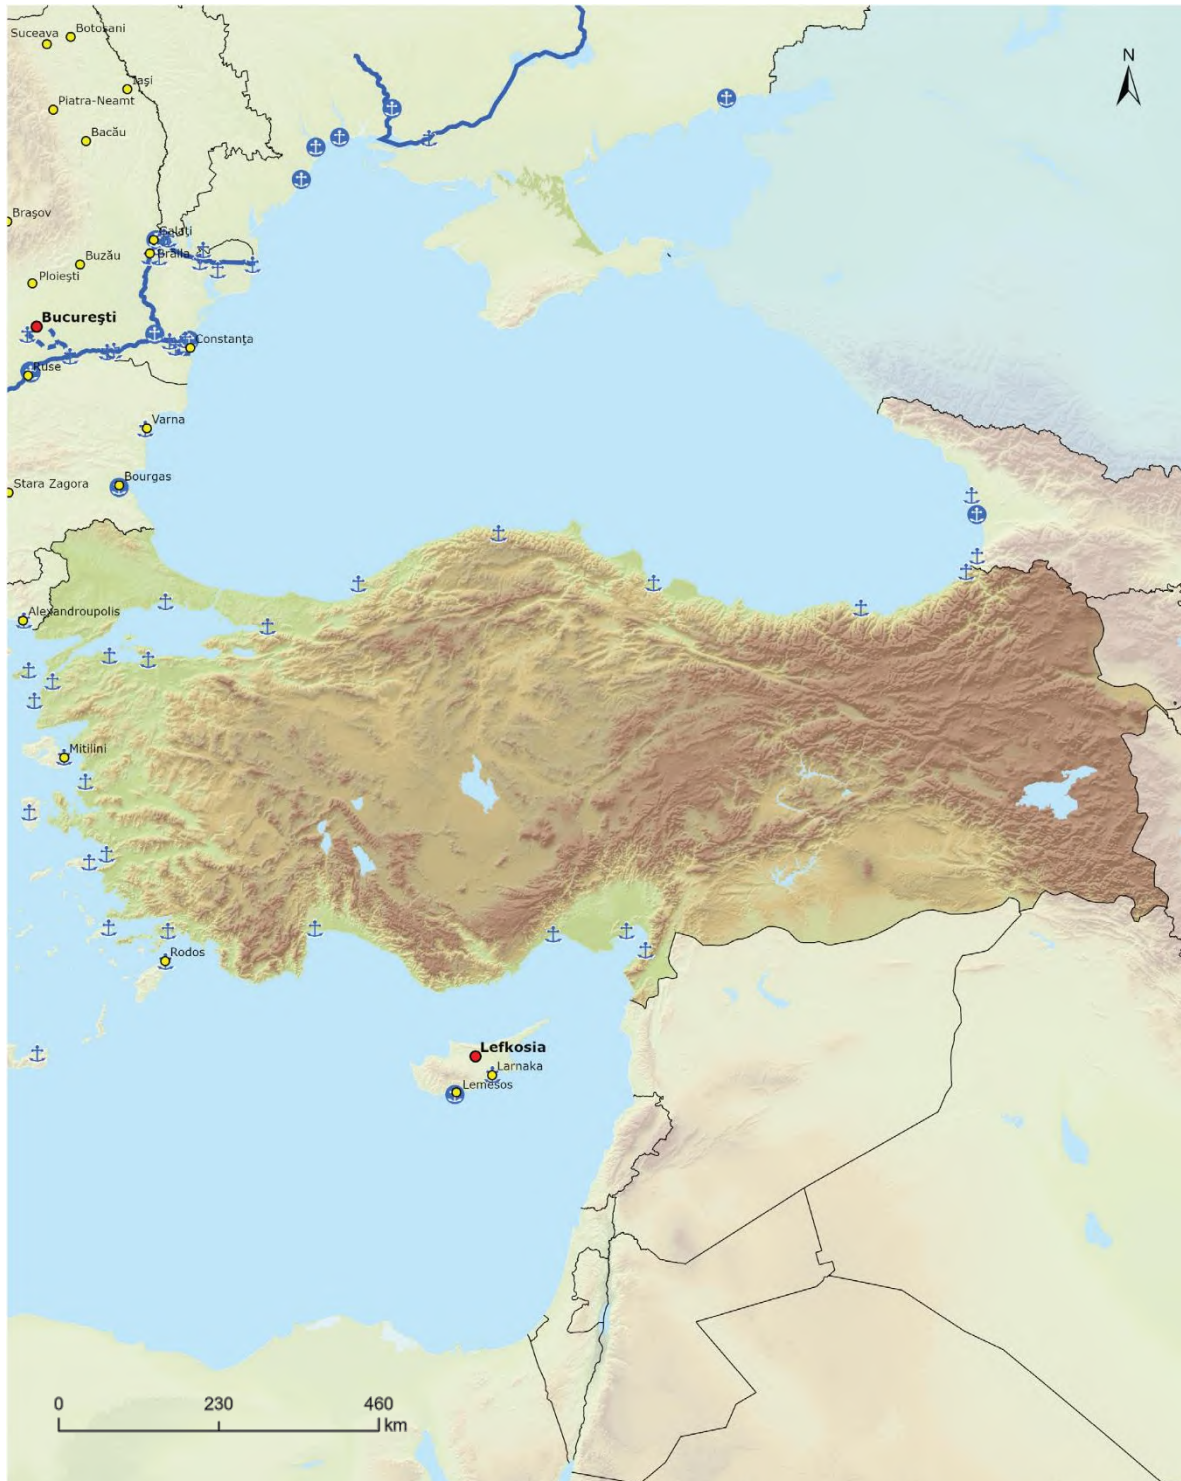 Suceava
Botoșani
N
Iași
Piatra-Neamt
Bacău
Brașov
Galați
Brăila
Buzău
Ploiești
București
Constanța
Ruse
Varna
Bourgas
Stara Zagora
Alexandroupolis
Mitilini
Rodos
Lefkosia
Larnaka
Lemesos
0 230 460
km